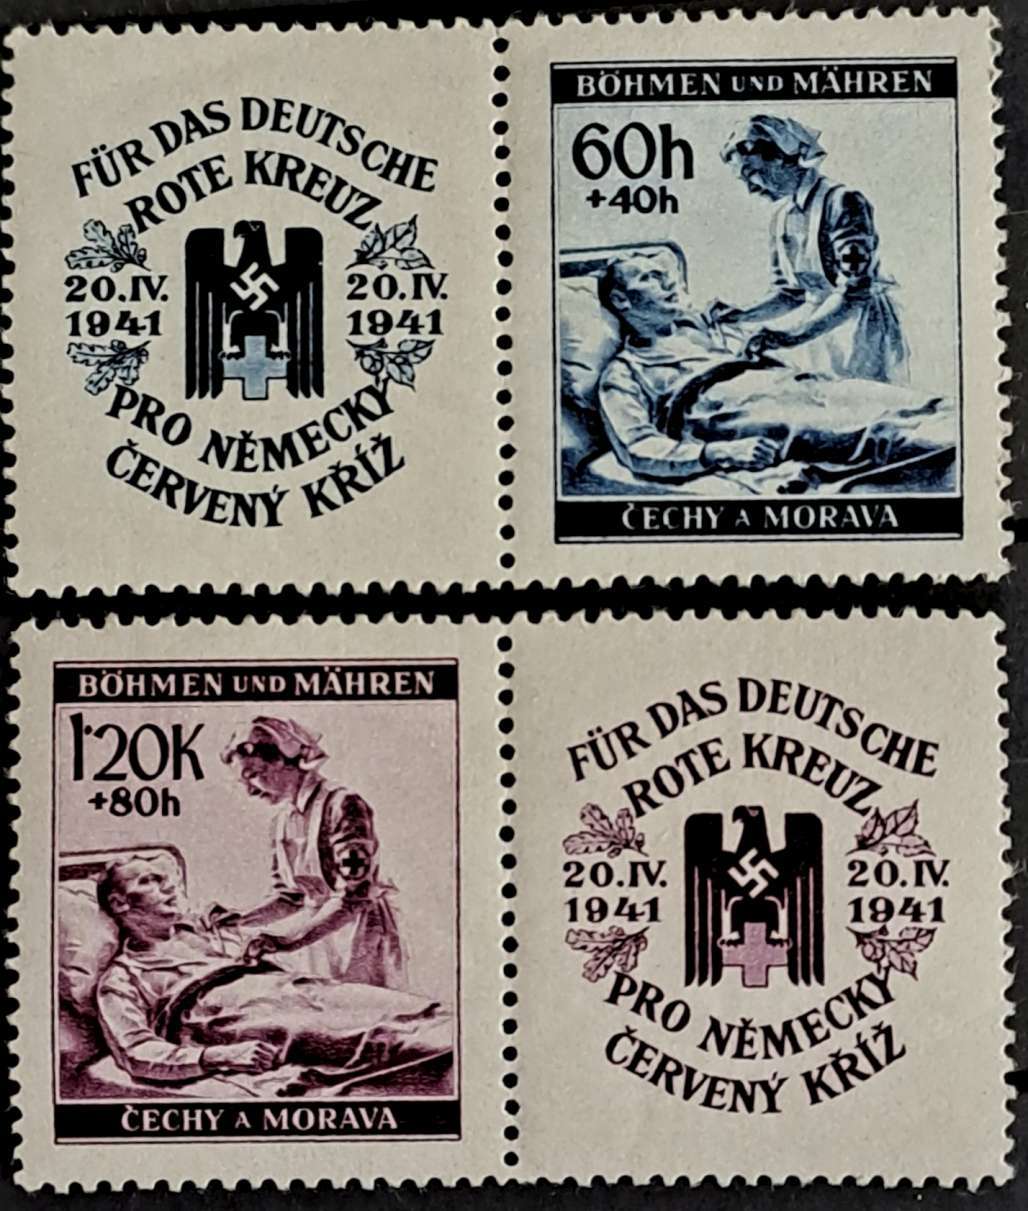 FÜR DAS DEUTSCHE
ROTE KREUZ
20.IV.
1941
20.IV.
1941
PRO NĚMECKÝ
ČERVENÝ KŘÍŽ
BÖHMEN UND MÄHREN
60h
+40h
ČECHY A MORAVA
BÖHMEN UND MÄHREN
1·20K
+80h
ČECHY A MORAVA
FÜR DAS DEUTSCHE
ROTE KREUZ
20.IV.
1941
20.IV.
1941
PRO NĚMECKÝ
ČERVENÝ KŘÍŽ